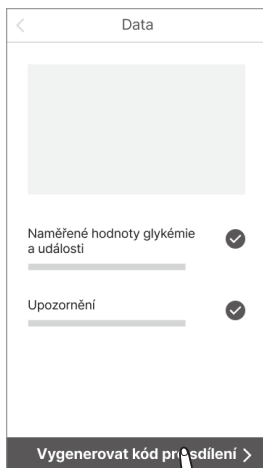 Data
Naměřené hodnoty glykémie
a události
Upozornění
Vygenerovat kód pro sdílení